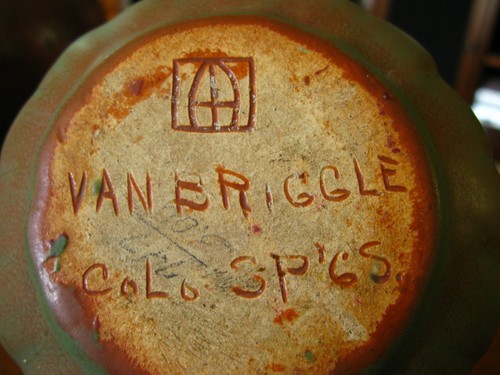 VAN BRIGGLE
COLO SP'GS.